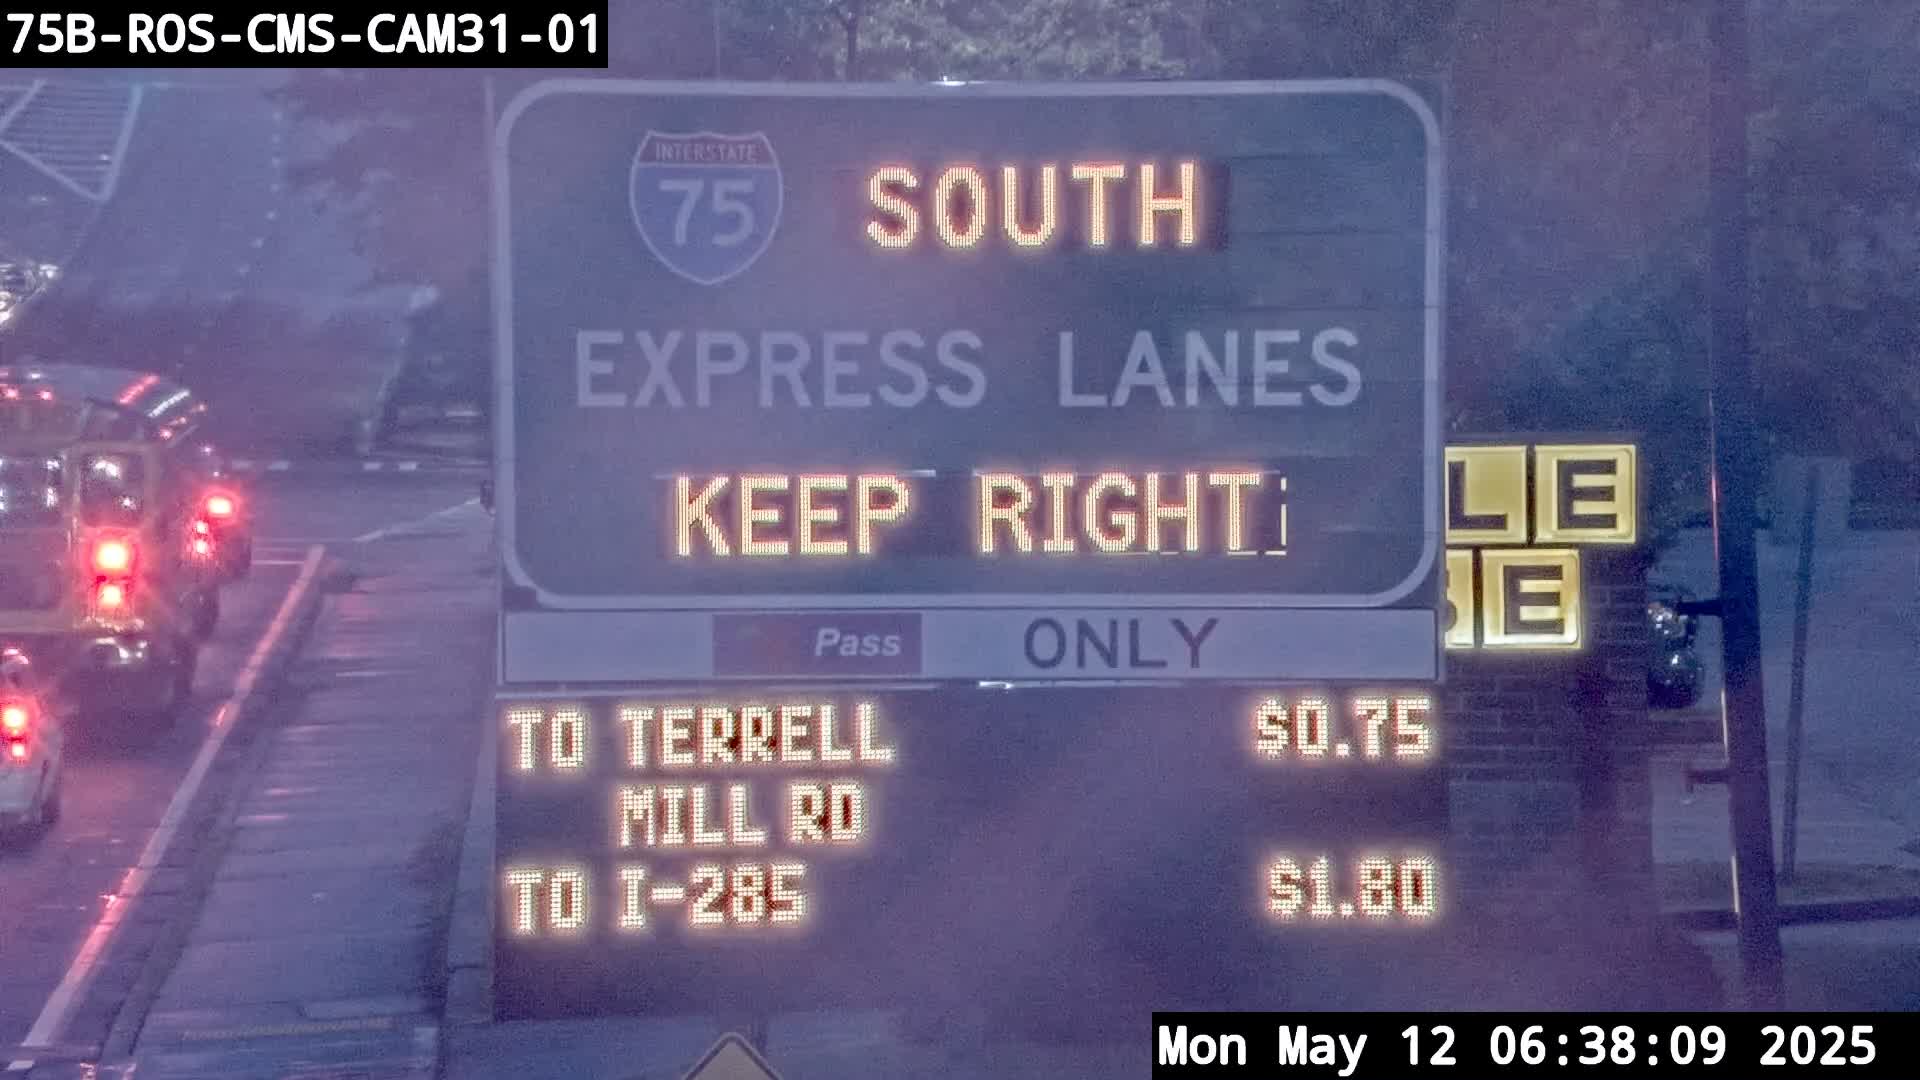 75B-ROS-CMS-CAM31-01
INTERSTATE
75
SOUTH
EXPRESS LANES
KEEP RIGHT
Pass ONLY
TO TERRELL $0.75
MILL RD
TO I-285 $1.80
LE
E
Mon May 12 06:38:09 2025